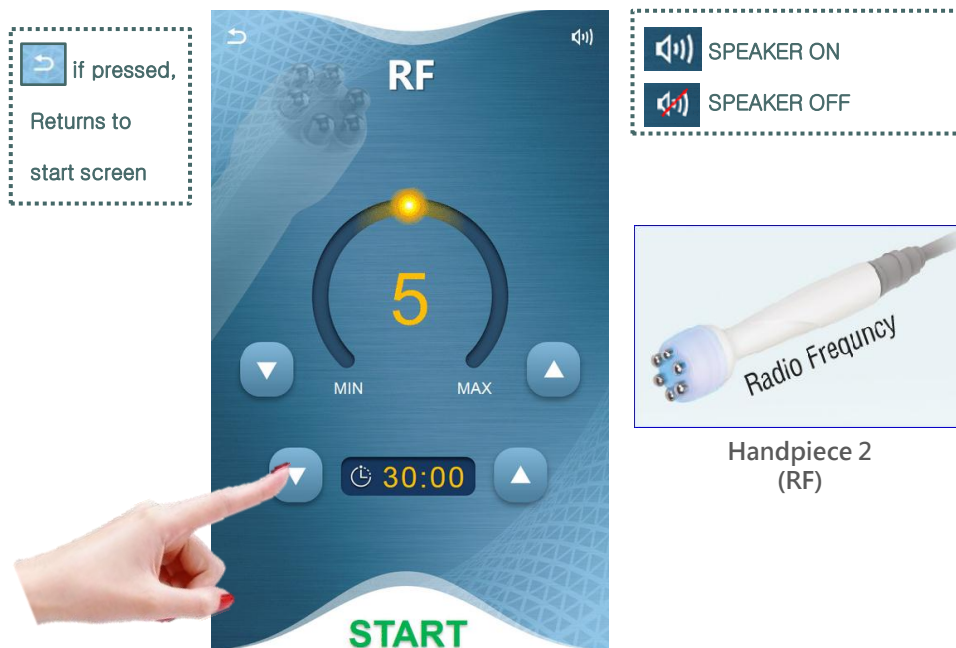 if pressed,
Returns to
start screen
RF
5
MIN
MAX
30:00
START
SPEAKER ON
SPEAKER OFF
Radio Frequncy
Handpiece 2
(RF)